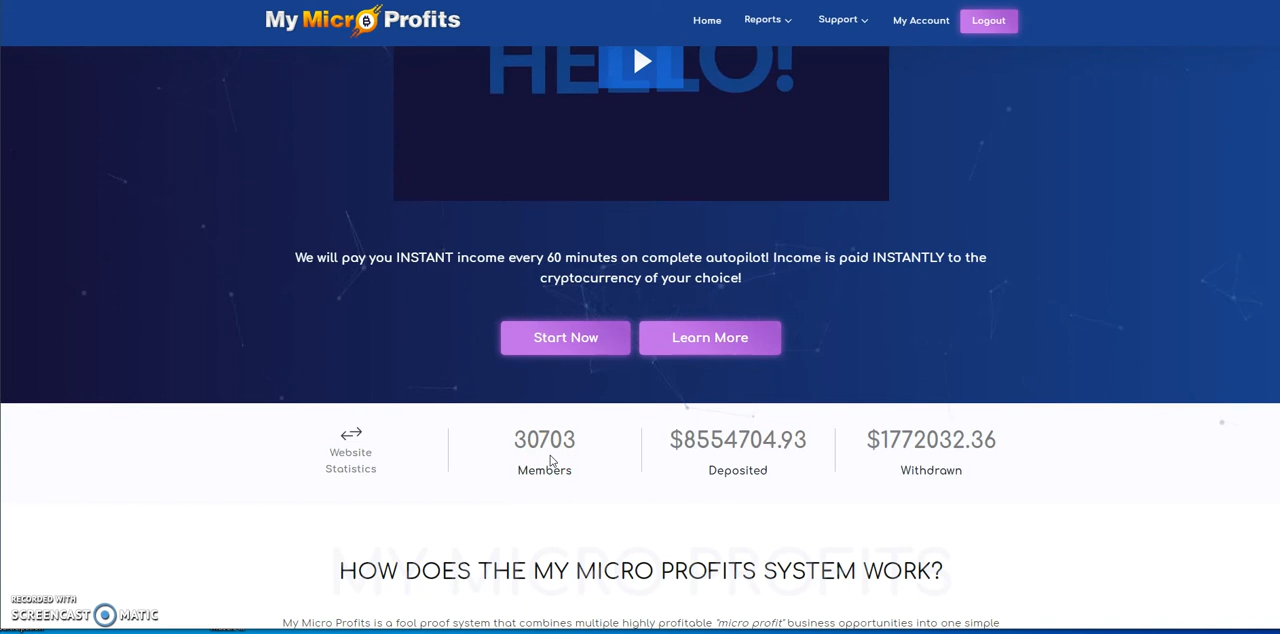 My Micro Profits
Home
Reports
Support
My Account
Logout
HELLO!
We will pay you INSTANT income every 60 minutes on complete autopilot! Income is paid INSTANTLY to the
cryptocurrency of your choice!
Start Now
Learn More
Website
Statistics
30703
Members
$8554704.93
Deposited
$1772032.36
Withdrawn
MY MICRO PROFITS
HOW DOES THE MY MICRO PROFITS SYSTEM WORK?
My Micro Profits is a fool proof system that combines multiple highly profitable "micro profit" business opportunities into one simple
RECORDED WITH
SCREENCAST MATIC